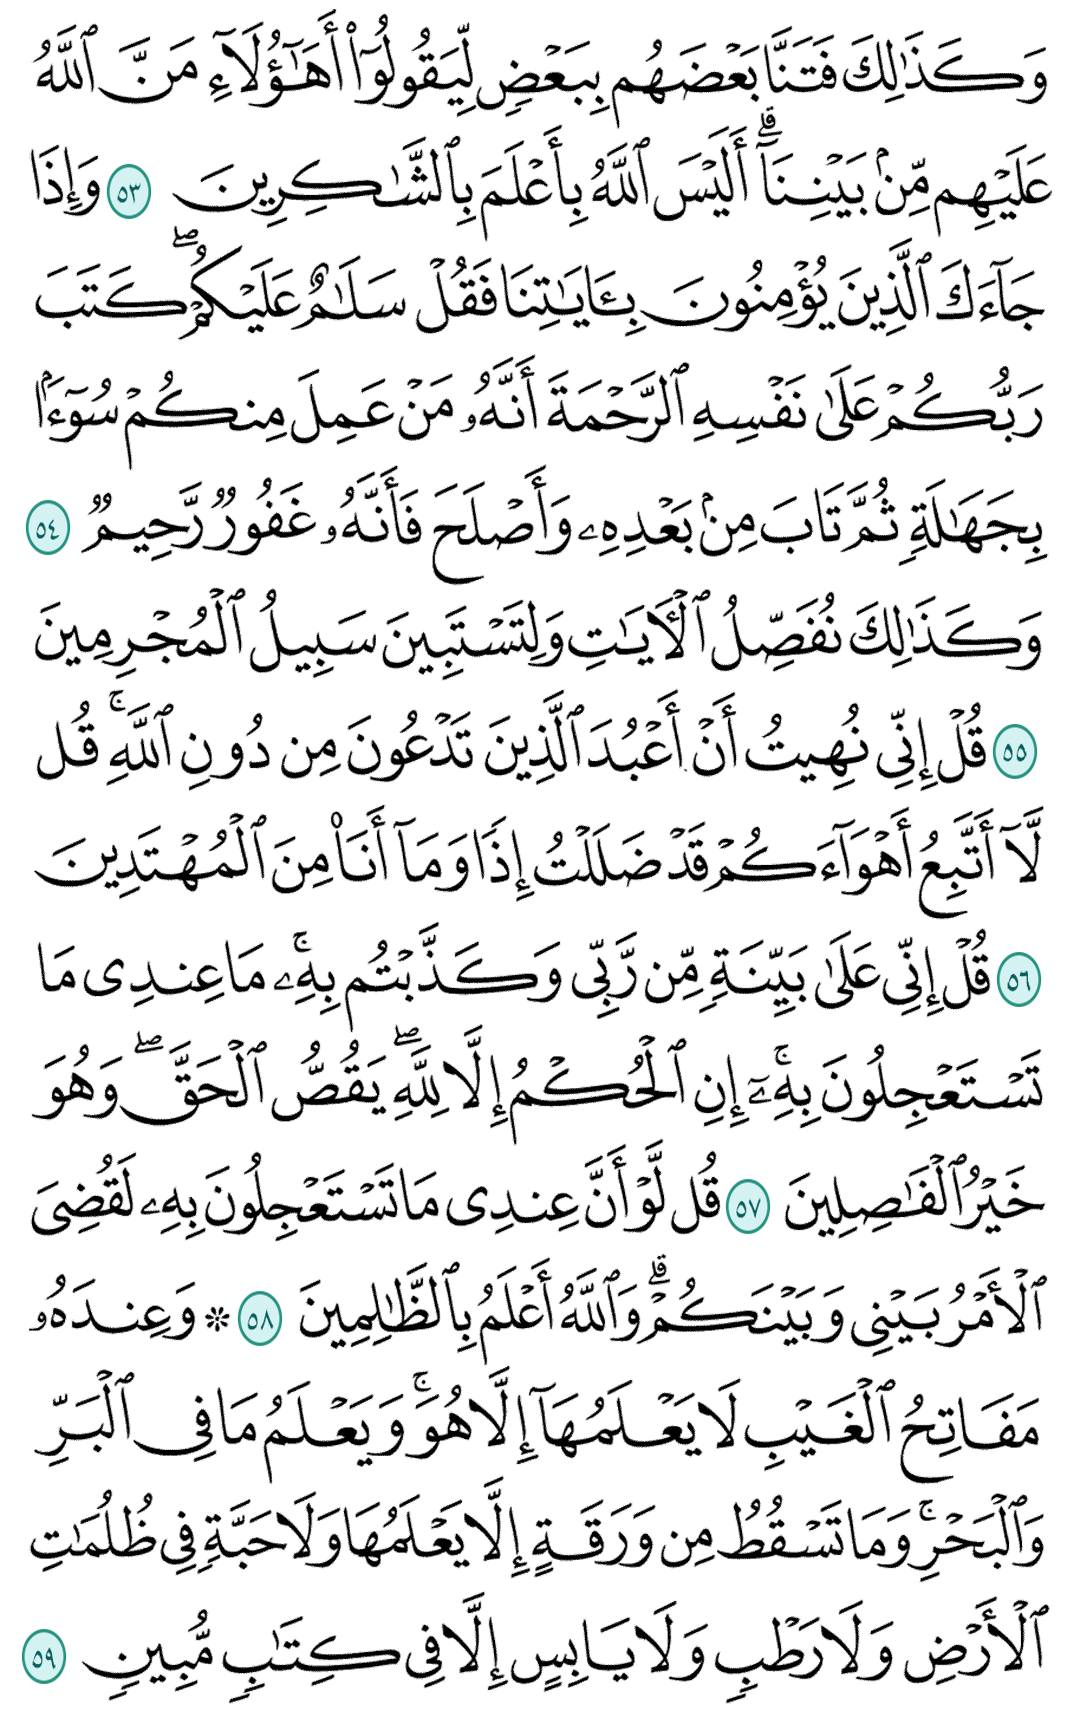 وَكَذَٰلِكَ فَتَنَّا بَعْضَهُم بِبَعْضٍ لِّيَقُولُوٓا۟ أَهَٰٓؤُلَآءِ مَنَّ ٱللَّهُ
عَلَيْهِم مِّنۢ بَيْنِنَآ ۗ أَلَيْسَ ٱللَّهُ بِأَعْلَمَ بِٱلشَّٰكِرِينَ ٥٣ وَإِذَا
جَآءَكَ ٱلَّذِينَ يُؤْمِنُونَ بِـَٔايَٰتِنَا فَقُلْ سَلَٰمٌ عَلَيْكُمْ ۖ كَتَبَ
رَبُّكُمْ عَلَىٰ نَفْسِهِ ٱلرَّحْمَةَ أَنَّهُۥ مَنْ عَمِلَ مِنكُمْ سُوٓءًۢا
بِجَهَٰلَةٍ ثُمَّ تَابَ مِنۢ بَعْدِهِۦ وَأَصْلَحَ فَأَنَّهُۥ غَفُورٌ رَّحِيمٌ ٥٤
وَكَذَٰلِكَ نُفَصِّلُ ٱلْـَٔايَٰتِ وَلِتَسْتَبِينَ سَبِيلُ ٱلْمُجْرِمِينَ
٥٥ قُلْ إِنِّى نُهِيتُ أَنْ أَعْبُدَ ٱلَّذِينَ تَدْعُونَ مِن دُونِ ٱللَّهِ ۚ قُل
لَّآ أَتَّبِعُ أَهْوَآءَكُمْ قَدْ ضَلَلْتُ إِذًا وَمَآ أَنَا۠ مِنَ ٱلْمُهْتَدِينَ
٥٦ قُلْ إِنِّى عَلَىٰ بَيِّنَةٍ مِّن رَّبِّى وَكَذَّبْتُم بِهِۦ ۚ مَا عِندِى مَا
تَسْتَعْجِلُونَ بِهِۦٓ ۚ إِنِ ٱلْحُكْمُ إِلَّا لِلَّهِ ۖ يَقُصُّ ٱلْحَقَّ ۖ وَهُوَ
خَيْرُ ٱلْفَٰصِلِينَ ٥٧ قُل لَّوْ أَنَّ عِندِى مَا تَسْتَعْجِلُونَ بِهِۦ لَقُضِىَ
ٱلْأَمْرُ بَيْنِى وَبَيْنَكُمْ ۗ وَٱللَّهُ أَعْلَمُ بِٱلظَّٰلِمِينَ ٥٨ * وَعِندَهُۥ
مَفَاتِحُ ٱلْغَيْبِ لَا يَعْلَمُهَآ إِلَّا هُوَ ۚ وَيَعْلَمُ مَا فِى ٱلْبَرِّ
وَٱلْبَحْرِ ۚ وَمَا تَسْقُطُ مِن وَرَقَةٍ إِلَّا يَعْلَمُهَا وَلَا حَبَّةٍ فِى ظُلُمَٰتِ
ٱلْأَرْضِ وَلَا رَطْبٍ وَلَا يَابِسٍ إِلَّا فِى كِتَٰبٍ مُّبِينٍ ٥٩